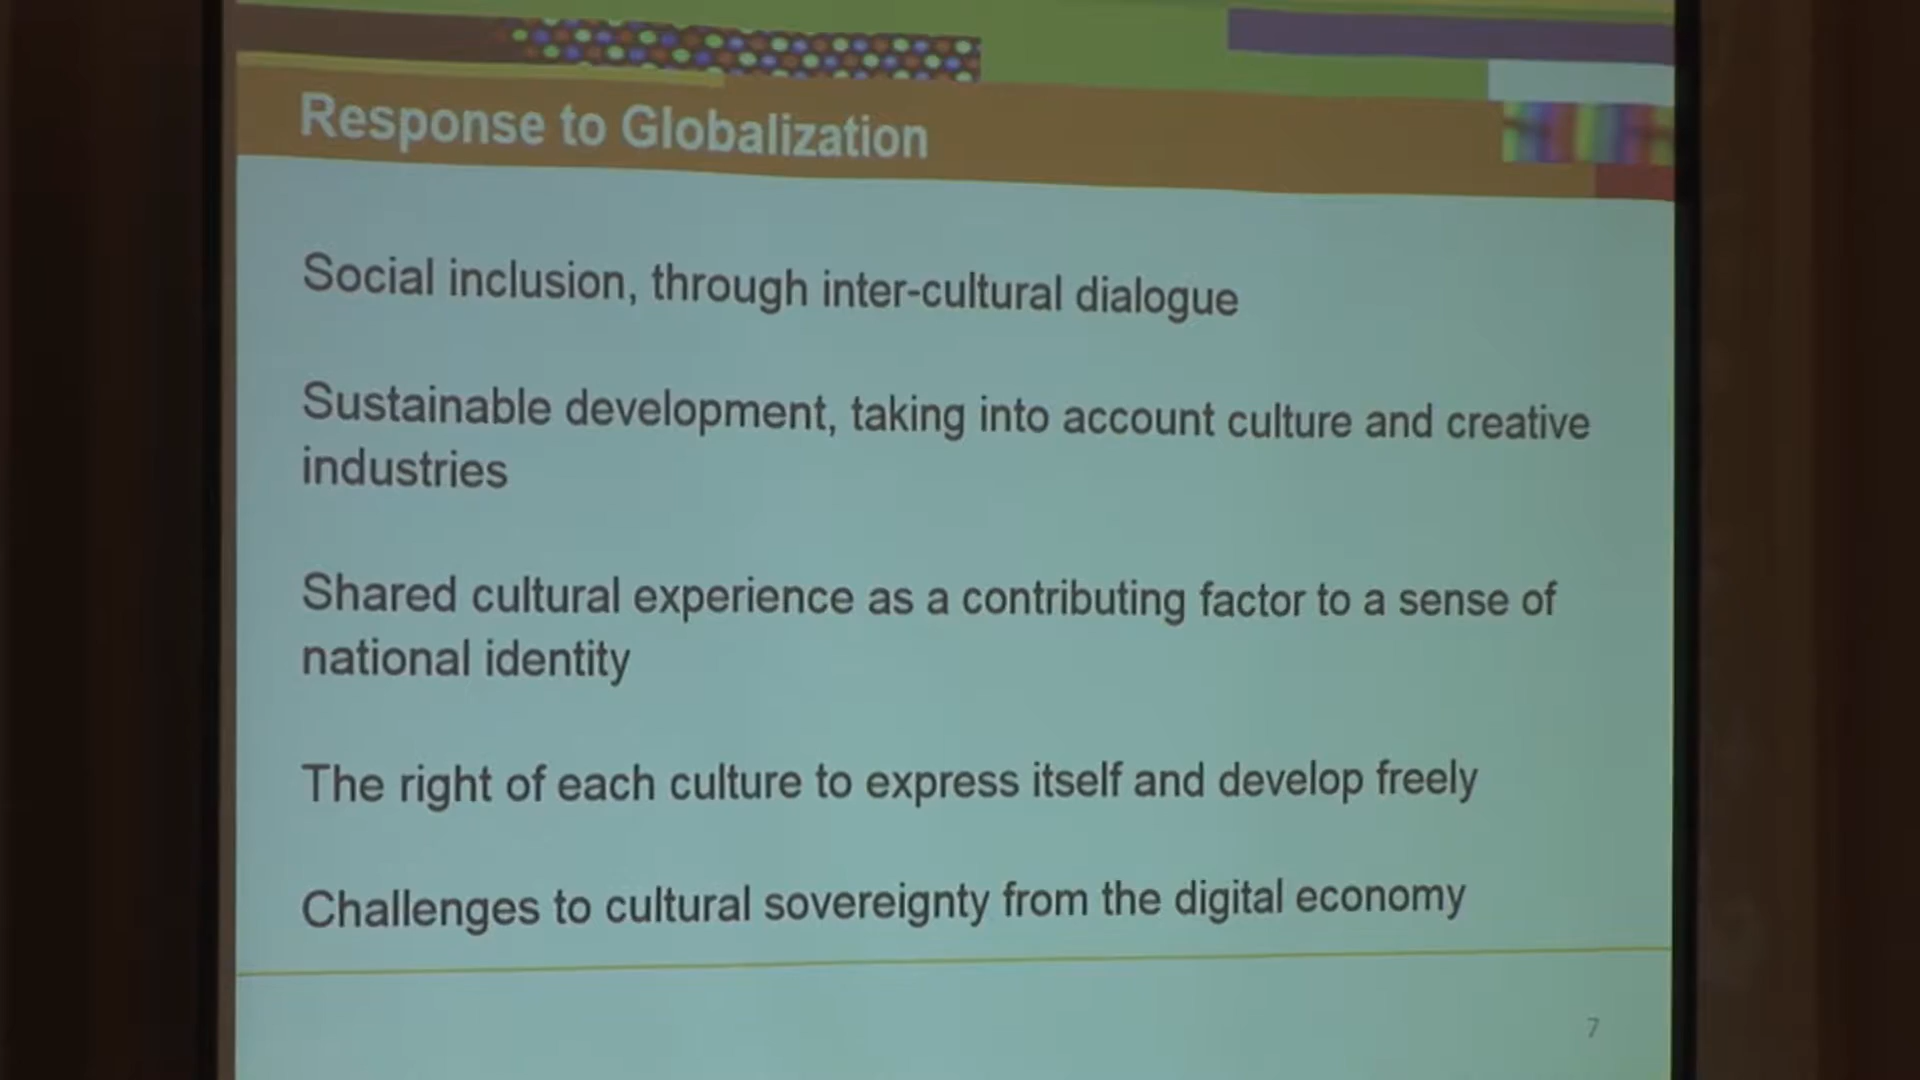 Response to Globalization
Social inclusion, through inter-cultural dialogue
Sustainable development, taking into account culture and creative
industries
Shared cultural experience as a contributing factor to a sense of
national identity
The right of each culture to express itself and develop freely
Challenges to cultural sovereignty from the digital economy
7